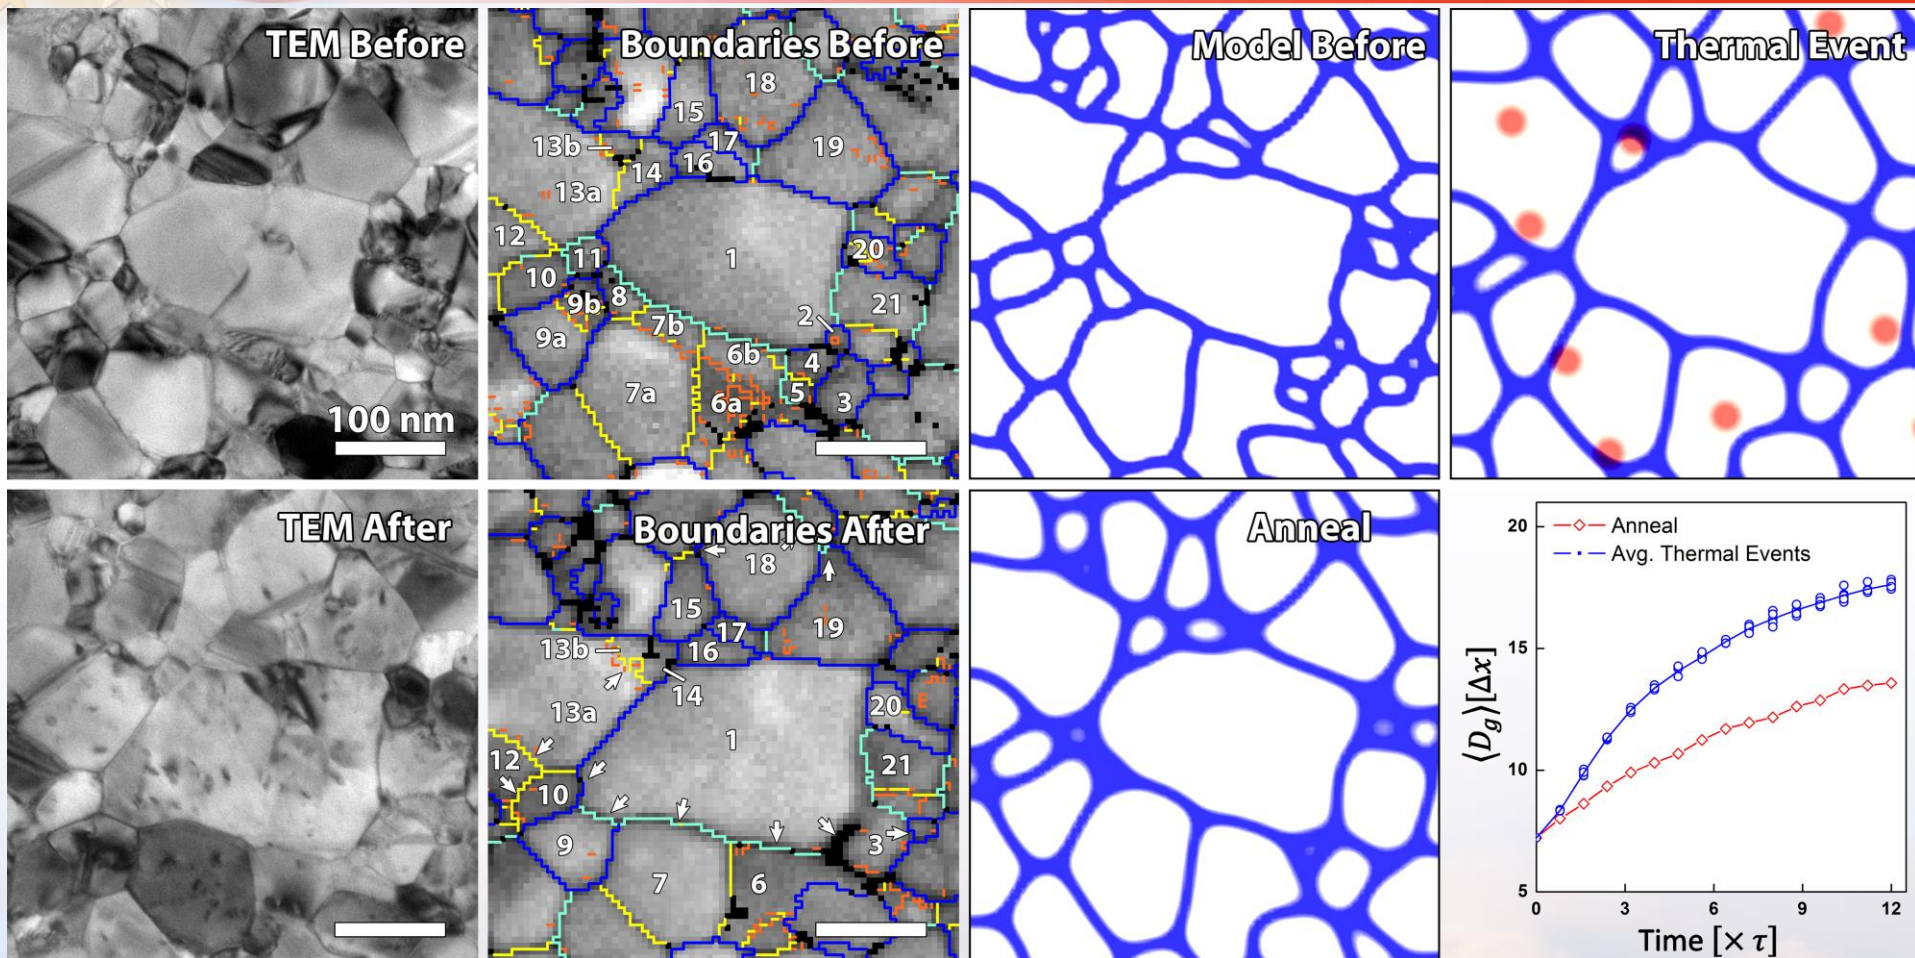 TEM Before
100 nm
Boundaries Before
18
15
17
13b
16
19
14
13a
12
11
20
10
1
8
9b
21
7b
2
9a
6b
4
7a
5
6a
3
Model Before
Thermal Event
TEM After
Boundaries After
18
15
17
19
13b
16
14
13a
20
1
12
21
10
9
3
7
6
Anneal
20
Anneal
Avg. Thermal Events
15
10
5
⟨D_g⟩[Δx]
0 3 6 9 12
Time [× τ]